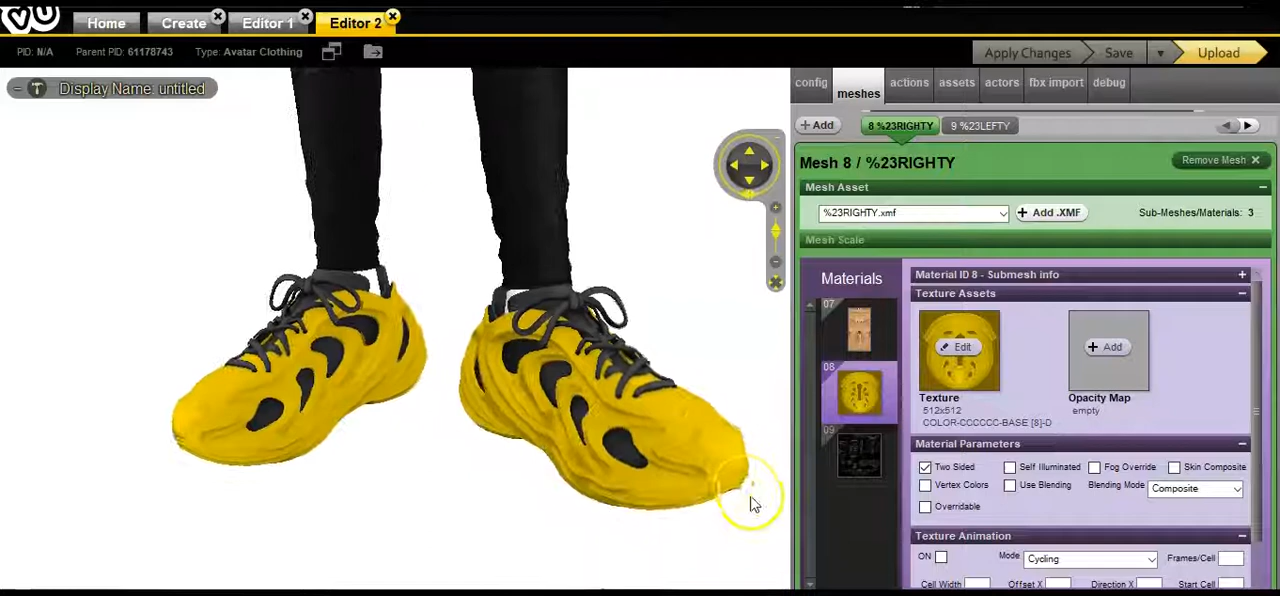 Home Create Editor 1 Editor 2
PID: N/A Parent PID: 61178743 Type: Avatar Clothing
Apply Changes Save Upload
Display Name: untitled
config meshes actions assets actors fbx import debug
+ Add 8 %23RIGHTY 9 %23LEFTY
Mesh 8 / %23RIGHTY Remove Mesh
Mesh Asset
%23RIGHTY.xmf + Add .XMF Sub-Meshes/Materials: 3
Mesh Scale
Materials
07
08
09
Material ID 8 - Submesh info
Texture Assets
Edit + Add
Texture Opacity Map
512x512 empty
COLOR-CCCCCC-BASE [8]-D
Material Parameters
Two Sided Self Illuminated Fog Override Skin Composite
Vertex Colors Use Blending Blending Mode Composite
Overridable
Texture Animation
ON Mode Cycling Frames/Cell
Cell Width Offset X Direction X Start Cell